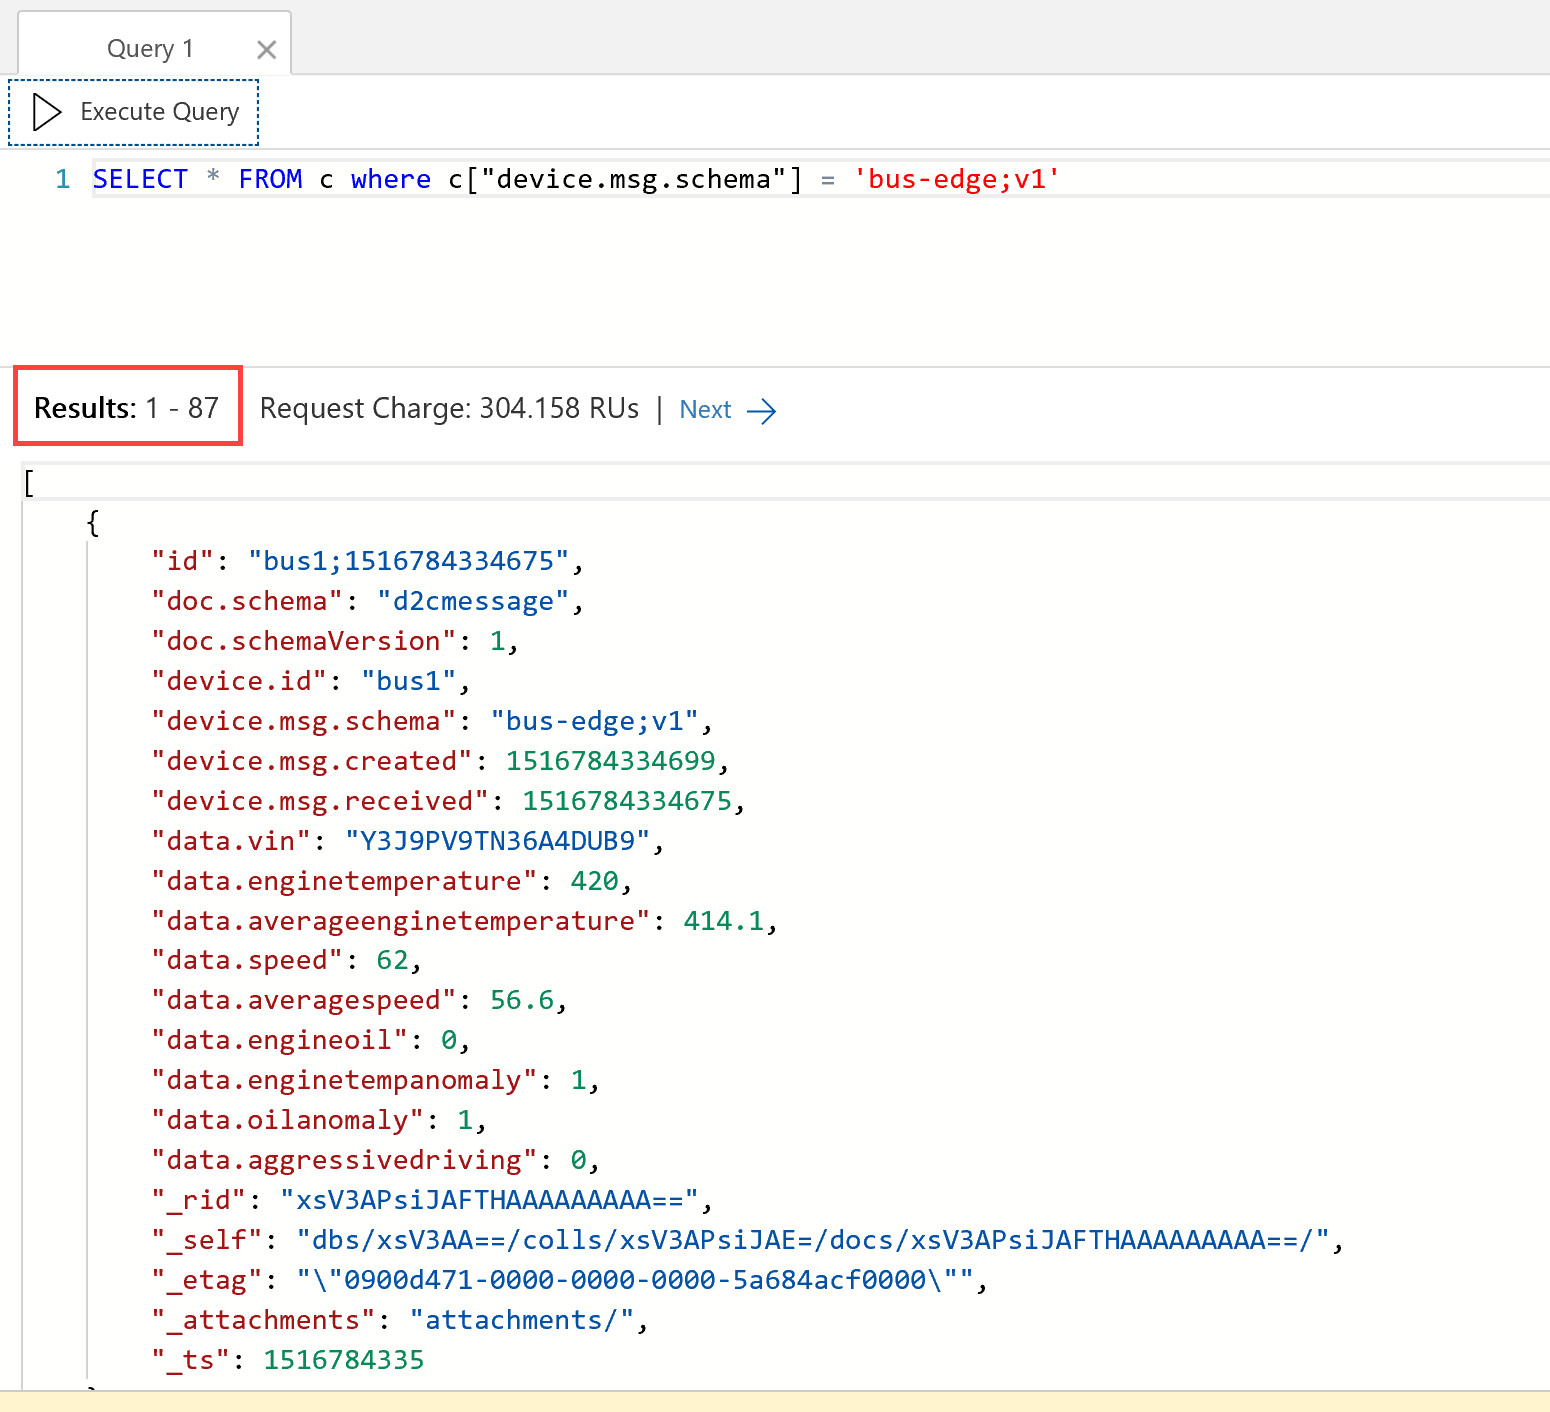 Query 1
Execute Query
1 SELECT * FROM c where c["device.msg.schema"] = 'bus-edge;v1'
Results: 1 - 87 Request Charge: 304.158 RUs | Next
[
{
"id": "bus1;1516784334675",
"doc.schema": "d2cmessage",
"doc.schemaVersion": 1,
"device.id": "bus1",
"device.msg.schema": "bus-edge;v1",
"device.msg.created": 1516784334699,
"device.msg.received": 1516784334675,
"data.vin": "Y3J9PV9TN36A4DUB9",
"data.enginetemperature": 420,
"data.averageenginetemperature": 414.1,
"data.speed": 62,
"data.averagespeed": 56.6,
"data.engineoil": 0,
"data.enginetempanomaly": 1,
"data.oilanomaly": 1,
"data.aggressivedriving": 0,
"_rid": "xsV3APsiJAFTHAAAAAAAAA==",
"_self": "dbs/xsV3AA==/colls/xsV3APsiJAE=/docs/xsV3APsiJAFTHAAAAAAAAA==/",
"_etag": "\"0900d471-0000-0000-0000-5a684acf0000\"",
"_attachments": "attachments/",
"_ts": 1516784335